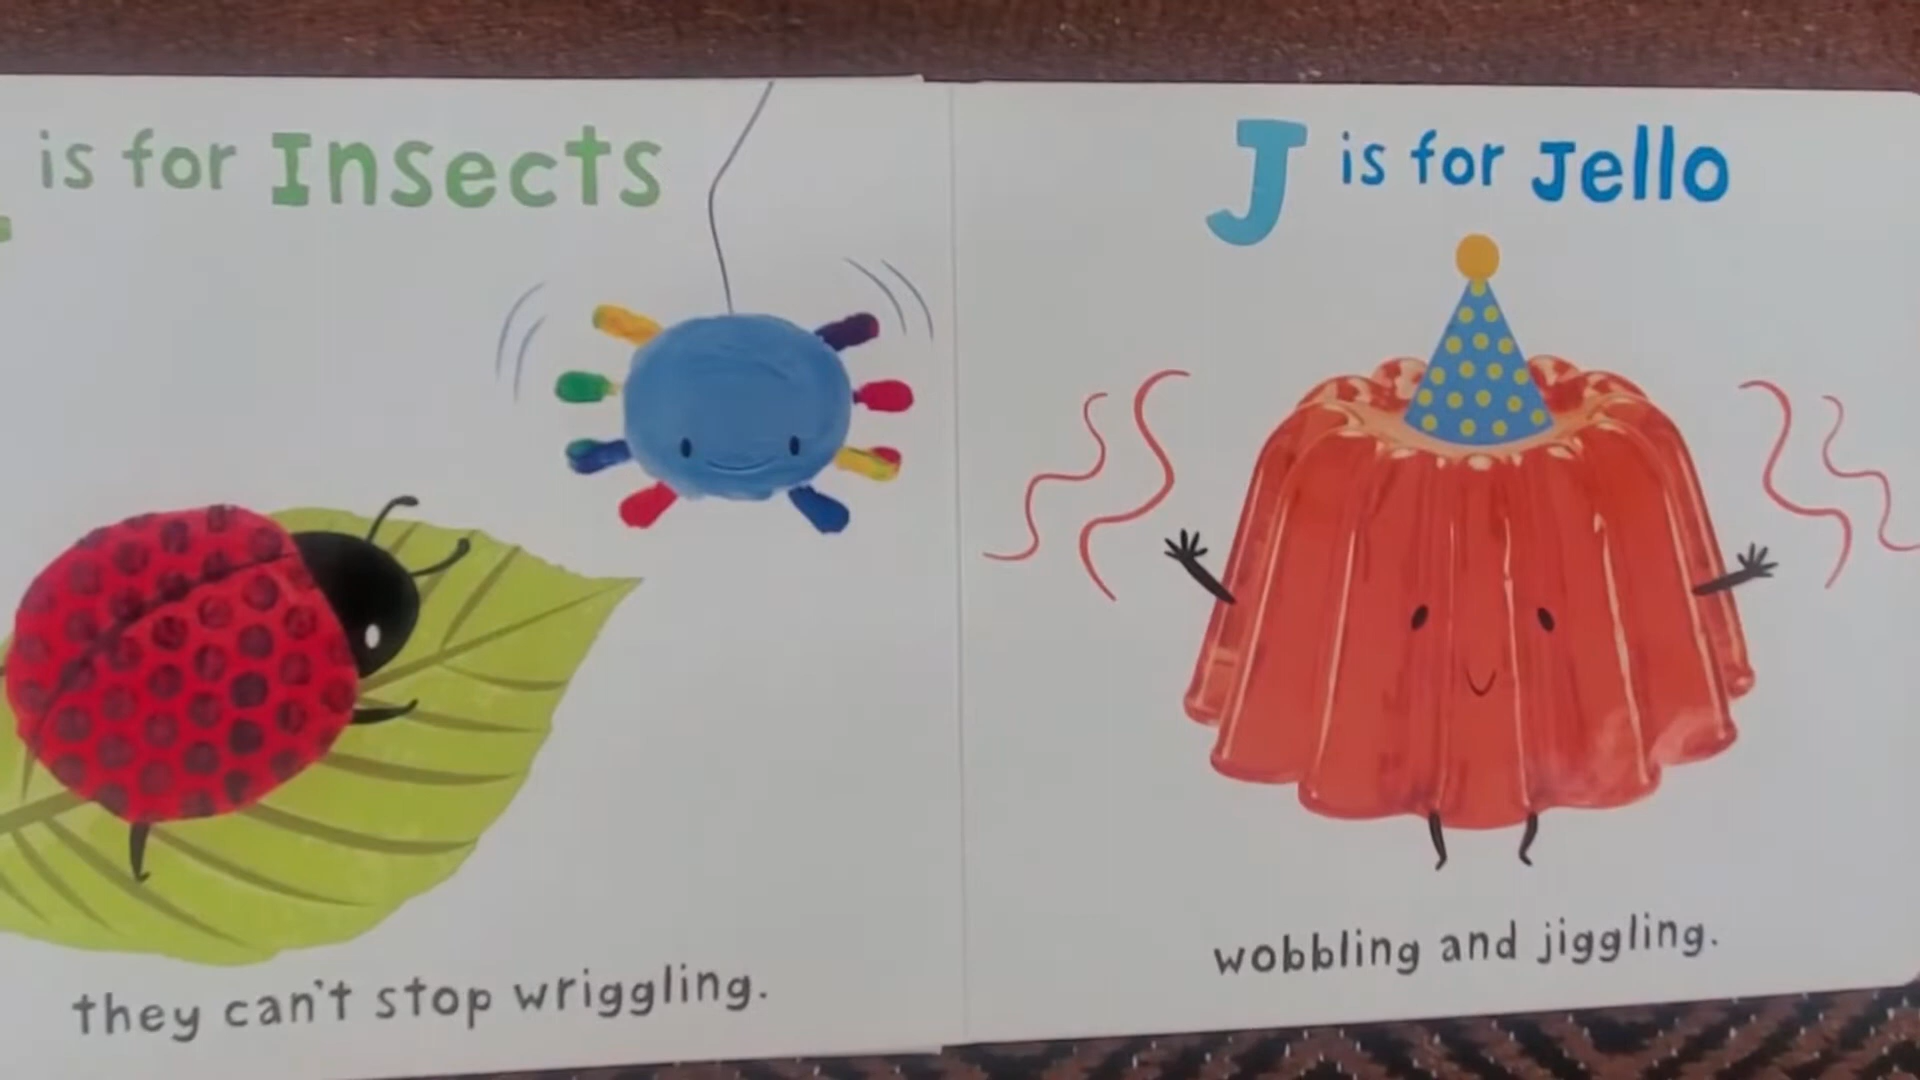 is for Insects
they can't stop wriggling.
J is for Jello
wobbling and jiggling.